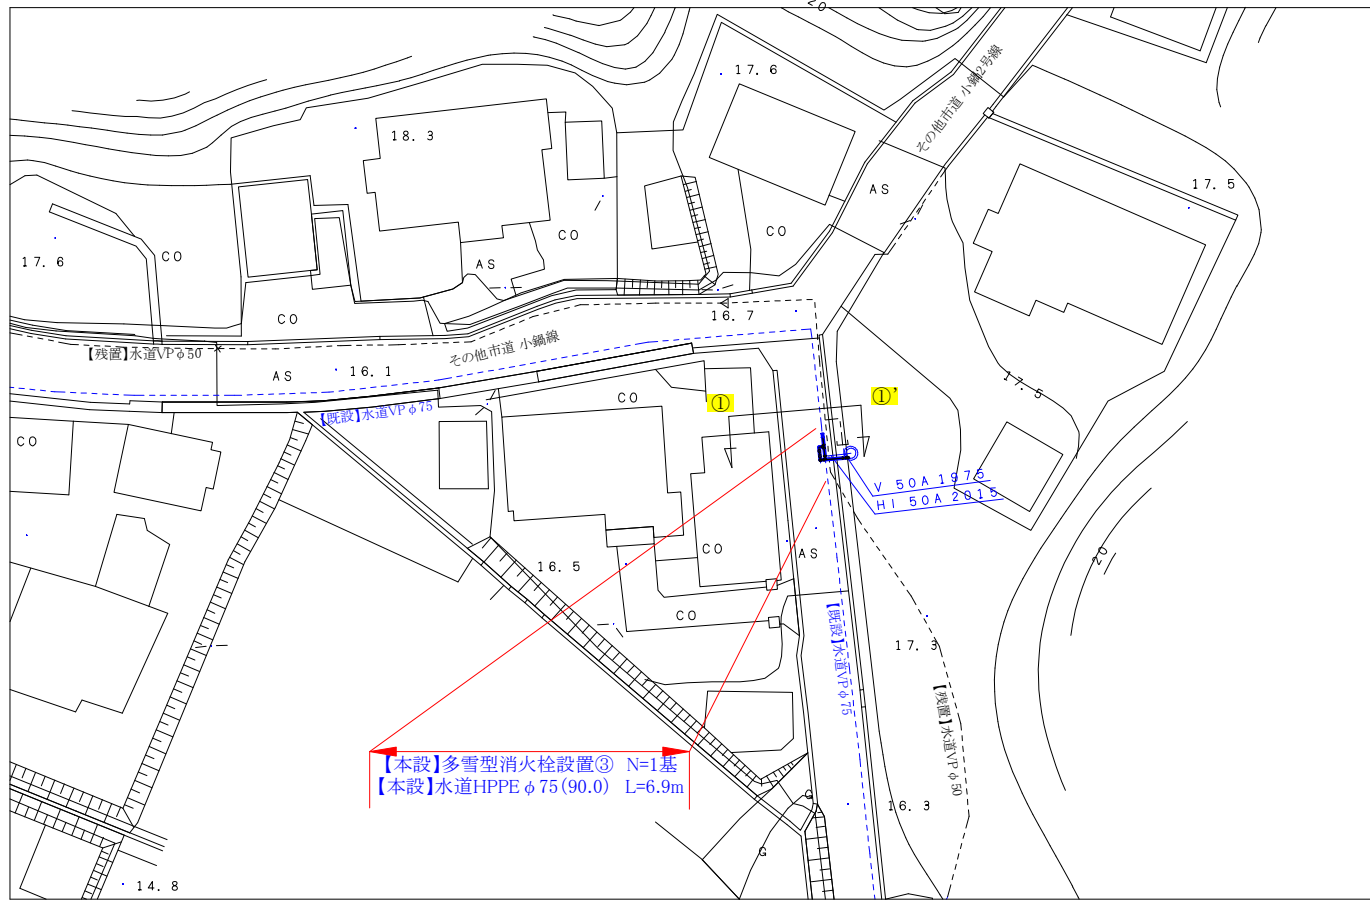 20
17.6
その他市道 小鍋2号線
18.3
AS
17.5
CO
CO
CO
17.6
AS
CO
16.7
【残置】水道VPφ50
その他市道 小鍋線
AS
16.1
17.5
CO
①
①'
【既設】水道VPφ75
CO
V 50A 1975
HI 50A 2015
CO
AS
20
16.5
CO
【既設】水道VPφ75
17.3
【残置】水道VPφ50
【本設】多雪型消火栓設置③ N=1基
【本設】水道HPPEφ75(90.0) L=6.9m
G
16.3
G
14.8